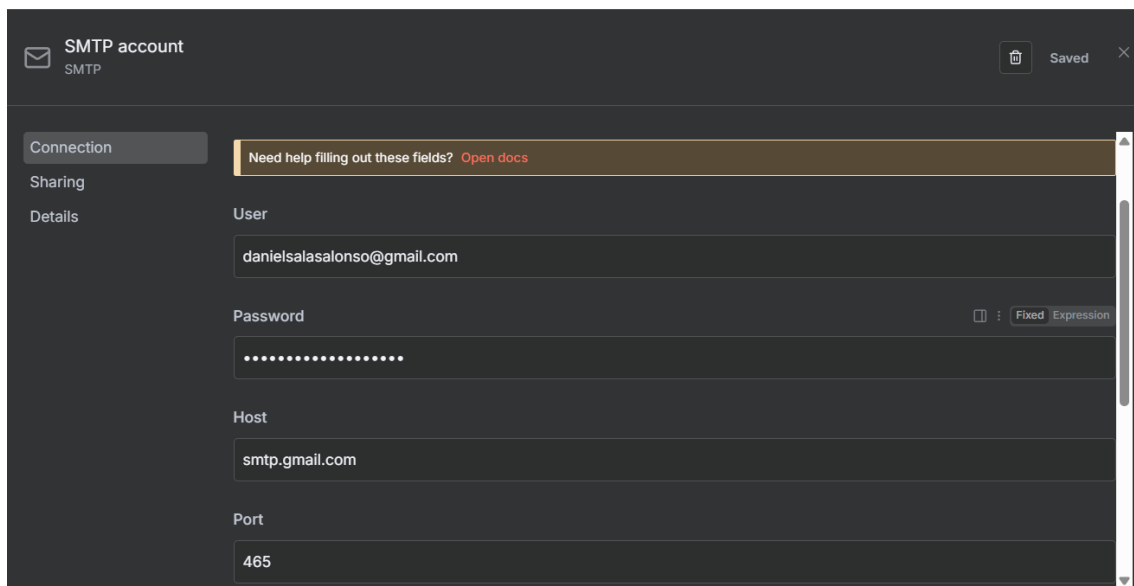 SMTP account
SMTP
Saved
Connection
Sharing
Details
Need help filling out these fields? Open docs
User
danielsalasalonso@gmail.com
Password
Fixed Expression
•••••••••••••••••••
Host
smtp.gmail.com
Port
465